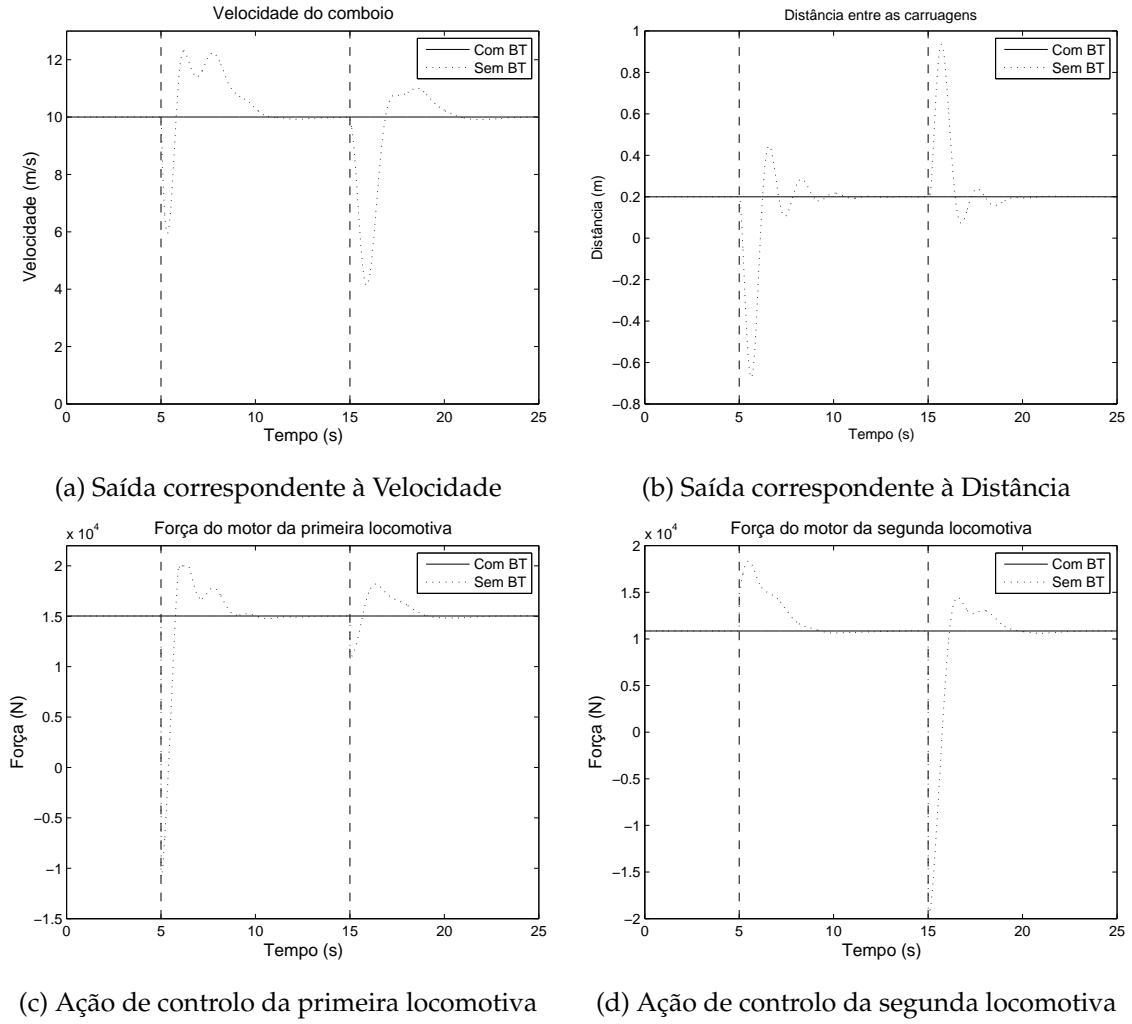 Velocidade do comboio
Com BT
Sem BT
12
10
8
6
4
2
0
Velocidade (m/s)
0 5 10 15 20 25
Tempo (s)
(a) Saída correspondente à Velocidade
Distância entre as carruagens
Com BT
Sem BT
1
0.8
0.6
0.4
0.2
0
−0.2
−0.4
−0.6
−0.8
Distância (m)
0 5 10 15 20 25
Tempo (s)
(b) Saída correspondente à Distância
Força do motor da primeira locomotiva
x 10⁴
Com BT
Sem BT
2
1.5
1
0.5
0
−0.5
−1
−1.5
Força (N)
0 5 10 15 20 25
Tempo (s)
(c) Ação de controlo da primeira locomotiva
Força do motor da segunda locomotiva
x 10⁴
Com BT
Sem BT
2
1.5
1
0.5
0
−0.5
−1
−1.5
−2
Força (N)
0 5 10 15 20 25
Tempo (s)
(d) Ação de controlo da segunda locomotiva